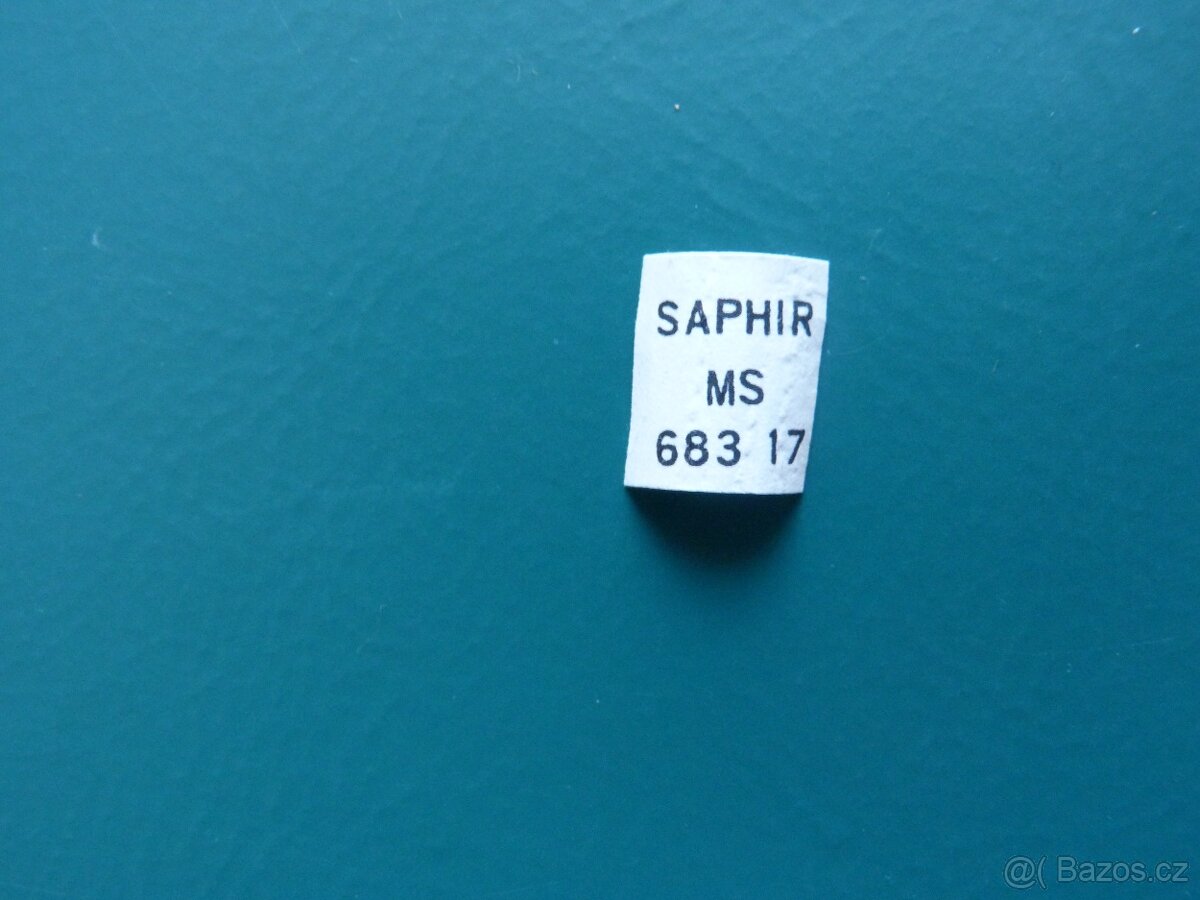 SAPHIR
MS
683 17
@( Bazos.cz